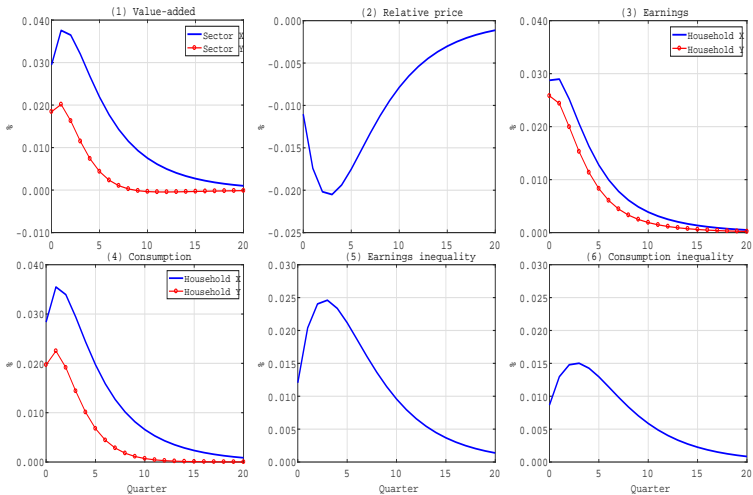 (1) Value-added
(2) Relative price
(3) Earnings
0.040
0.030
0.020
0.010
0.000
-0.010
%
Sector X
Sector Y
0 5 10 15 20
0.000
-0.005
-0.010
-0.015
-0.020
-0.025
%
0 5 10 15 20
0.040
0.030
0.020
0.010
0.000
%
Household X
Household Y
0 5 10 15 20
(4) Consumption
(5) Earnings inequality
(6) Consumption inequality
0.040
0.030
0.020
0.010
0.000
%
Household X
Household Y
0 5 10 15 20
Quarter
0.030
0.025
0.020
0.015
0.010
0.005
0.000
%
0 5 10 15 20
Quarter
0.030
0.025
0.020
0.015
0.010
0.005
0.000
%
0 5 10 15 20
Quarter